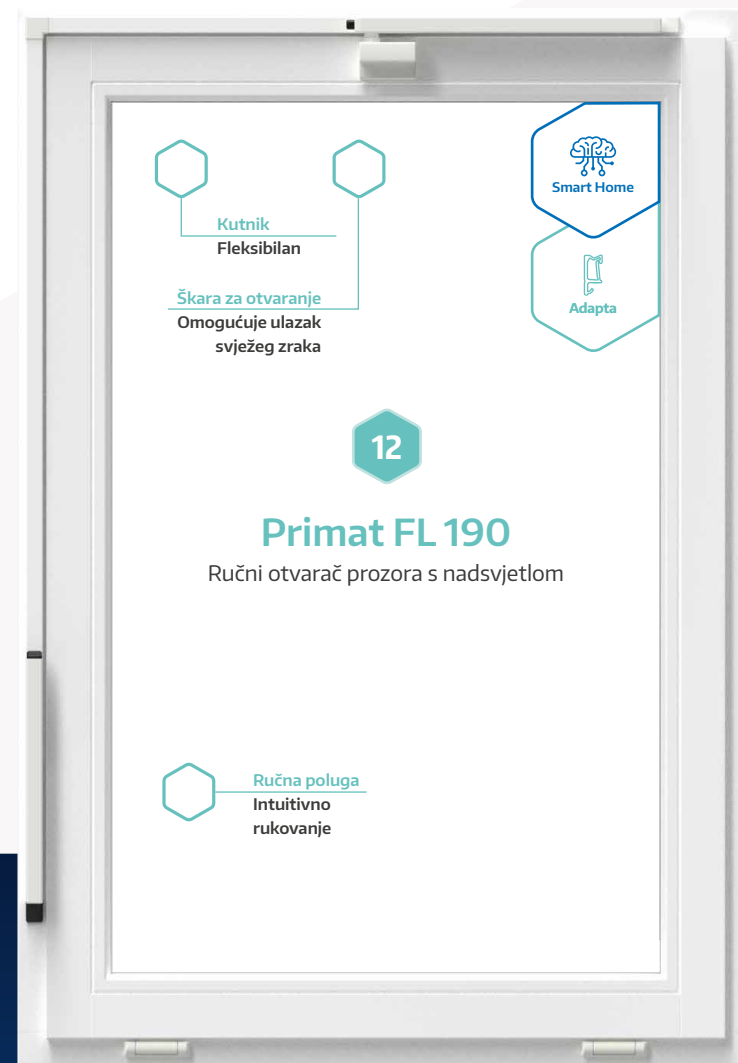 Smart Home
Kutnik
Fleksibilan
Škara za otvaranje
Omogućuje ulazak
svježeg zraka
Adapta
12
Primat FL 190
Ručni otvarač prozora s nadsvjetlom
Ručna poluga
Intuitivno
rukovanje